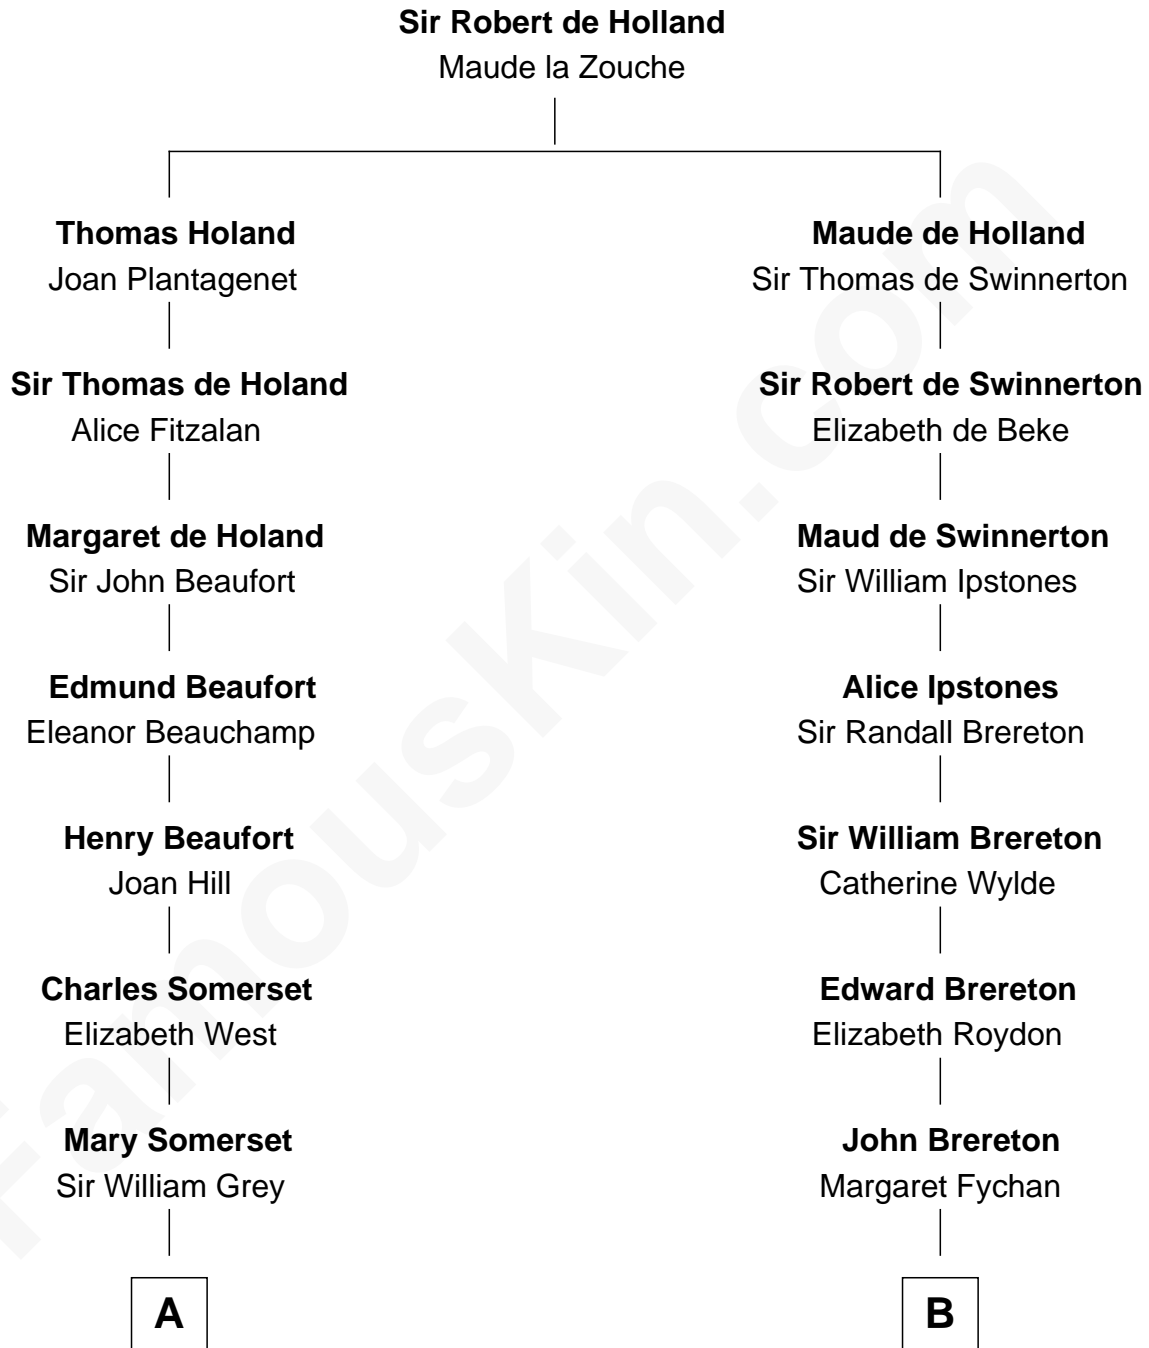 Sir Robert de Holland
Maude la Zouche
Thomas Holand
Joan Plantagenet
Maude de Holland
Sir Thomas de Swinnerton
Sir Thomas de Holand
Alice Fitzalan
Sir Robert de Swinnerton
Elizabeth de Beke
Margaret de Holand
Sir John Beaufort
Maud de Swinnerton
Sir William Ipstones
Edmund Beaufort
Eleanor Beauchamp
Alice Ipstones
Sir Randall Brereton
Henry Beaufort
Joan Hill
Sir William Brereton
Catherine Wylde
Charles Somerset
Elizabeth West
Edward Brereton
Elizabeth Roydon
Mary Somerset
Sir William Grey
John Brereton
Margaret Fychan
A
B
FamousKin.com